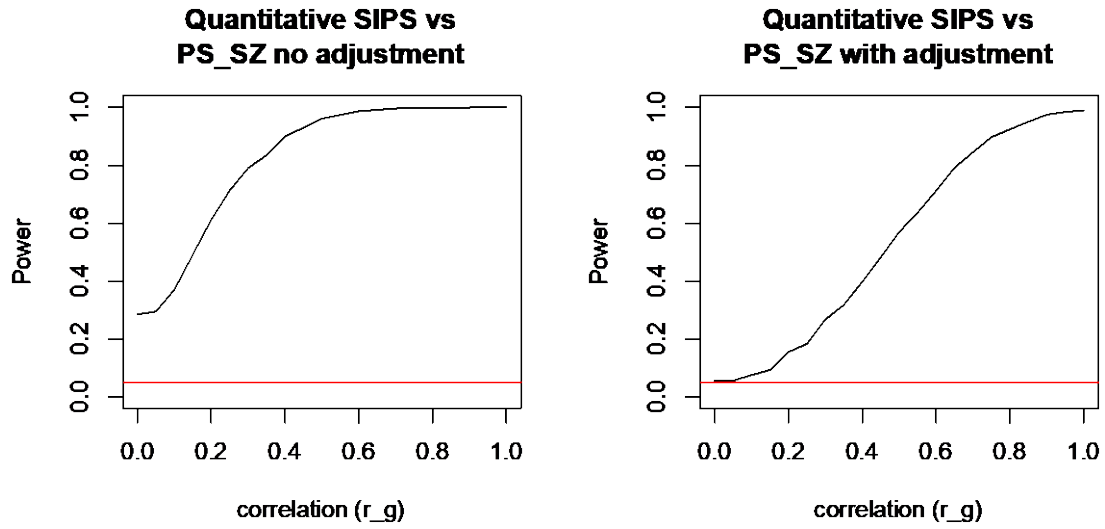 Quantitative SIPS vs
PS_SZ no adjustment
Power
0.0 0.2 0.4 0.6 0.8 1.0
0.0 0.2 0.4 0.6 0.8 1.0
correlation (r_g)
Quantitative SIPS vs
PS_SZ with adjustment
Power
0.0 0.2 0.4 0.6 0.8 1.0
0.0 0.2 0.4 0.6 0.8 1.0
correlation (r_g)